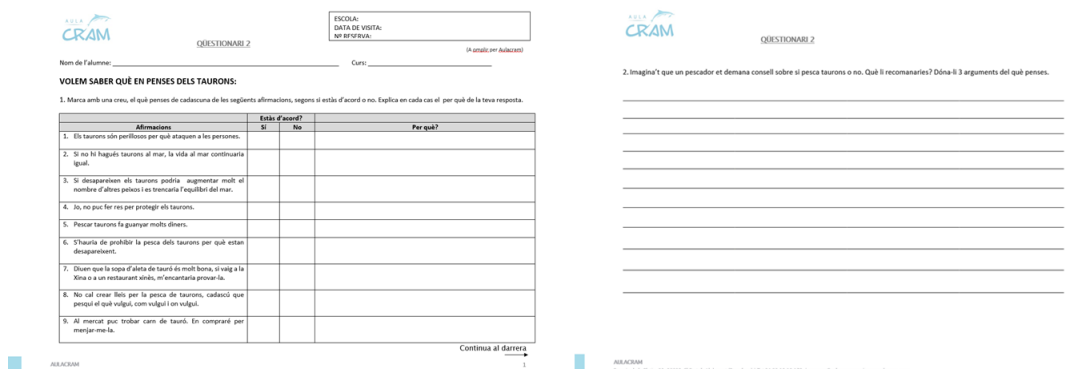 AULA
CRAM
QÜESTIONARI 2
ESCOLA:
DATA DE VISITA:
Nº RESERVA:
(A omplir per Aulacram)
Nom de l'alumne:
Curs:
VOLEM SABER QUÈ EN PENSES DELS TAURONS:
1. Marca amb una creu, el què penses de cadascuna de les següents afirmacions, segons si estàs d'acord o no. Explica en cada cas el per què de la teva resposta.
Estàs d'acord?
Afirmacions Sí No Per què?
1. Els taurons són perillosos per què ataquen a les persones.
2. Si no hi hagués taurons al mar, la vida al mar continuaria
igual.
3. Si desapareixen els taurons podria augmentar molt el
nombre d'altres peixos i es trencaria l'equilibri del mar.
4. Jo, no puc fer res per protegir els taurons.
5. Pescar taurons fa guanyar molts diners.
6. S'hauria de prohibir la pesca dels taurons per què estan
desapareixent.
7. Diuen que la sopa d'aleta de tauró és molt bona, si vaig a la
Xina o a un restaurant xinès, m'encantaria provar-la.
8. No cal crear lleis per la pesca de taurons, cadascú que
pesqui el què vulgui, com vulgui i on vulgui.
9. Al mercat puc trobar carn de tauró. En compraré per
menjar-me-la.
Continua al darrera
AULACRAM
1
AULA
CRAM
QÜESTIONARI 2
2. Imagina't que un pescador et demana consell sobre si pesca taurons o no. Què li recomanaries? Dóna-li 3 arguments del què penses.
AULACRAM